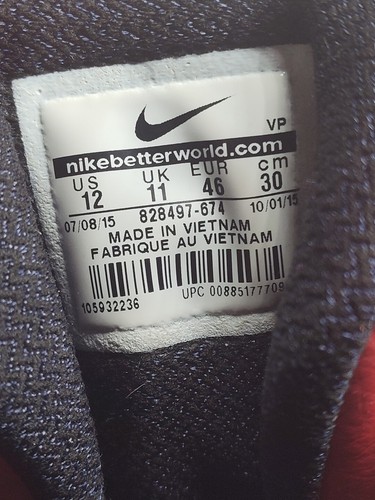 VP
nikebetterworld.com
US UK EUR cm
12 11 46 30
07/08/15 828497-674 10/01/15
MADE IN VIETNAM
FABRIQUE AU VIETNAM
105932236 UPC 00885177709